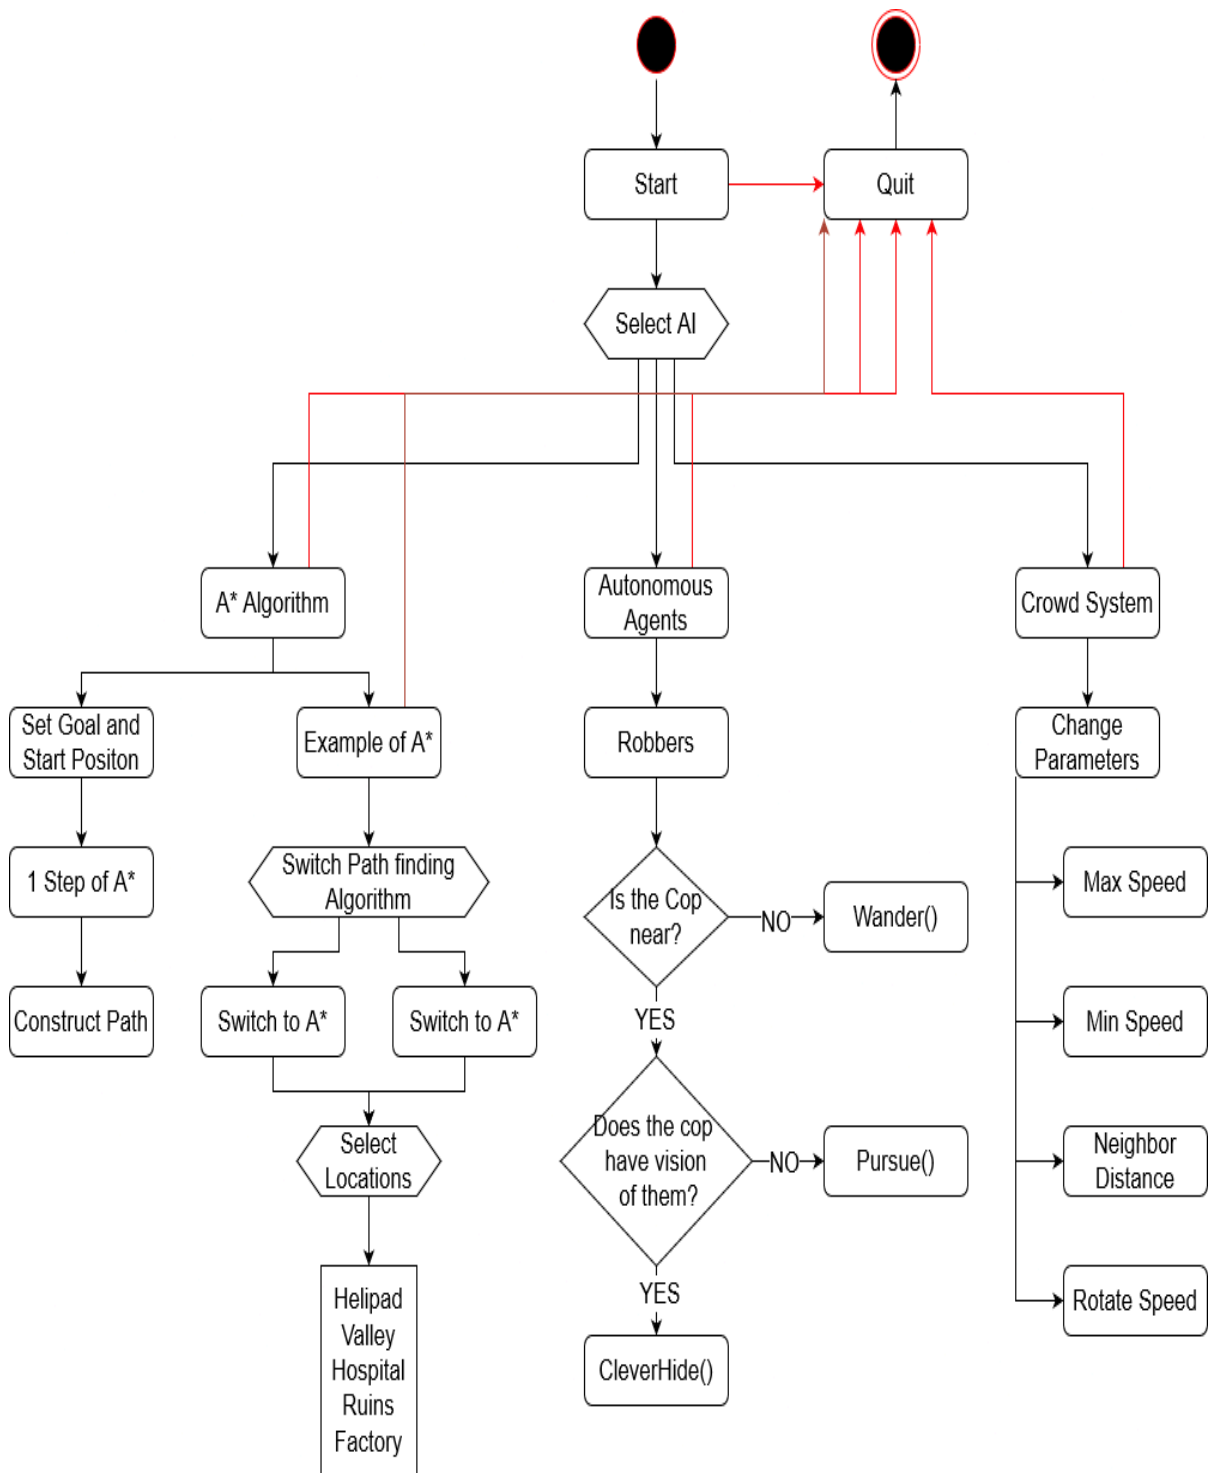 Start
Quit
Select AI
A* Algorithm
Autonomous
Agents
Crowd System
Set Goal and
Start Positon
Example of A*
Robbers
Change
Parameters
1 Step of A*
Switch Path finding
Algorithm
Is the Cop
near?
NO
Wander()
Max Speed
Construct Path
Switch to A*
Switch to A*
YES
Min Speed
Select
Locations
Does the cop
have vision
of them?
NO
Pursue()
Neighbor
Distance
Helipad
Valley
Hospital
Ruins
Factory
YES
CleverHide()
Rotate Speed